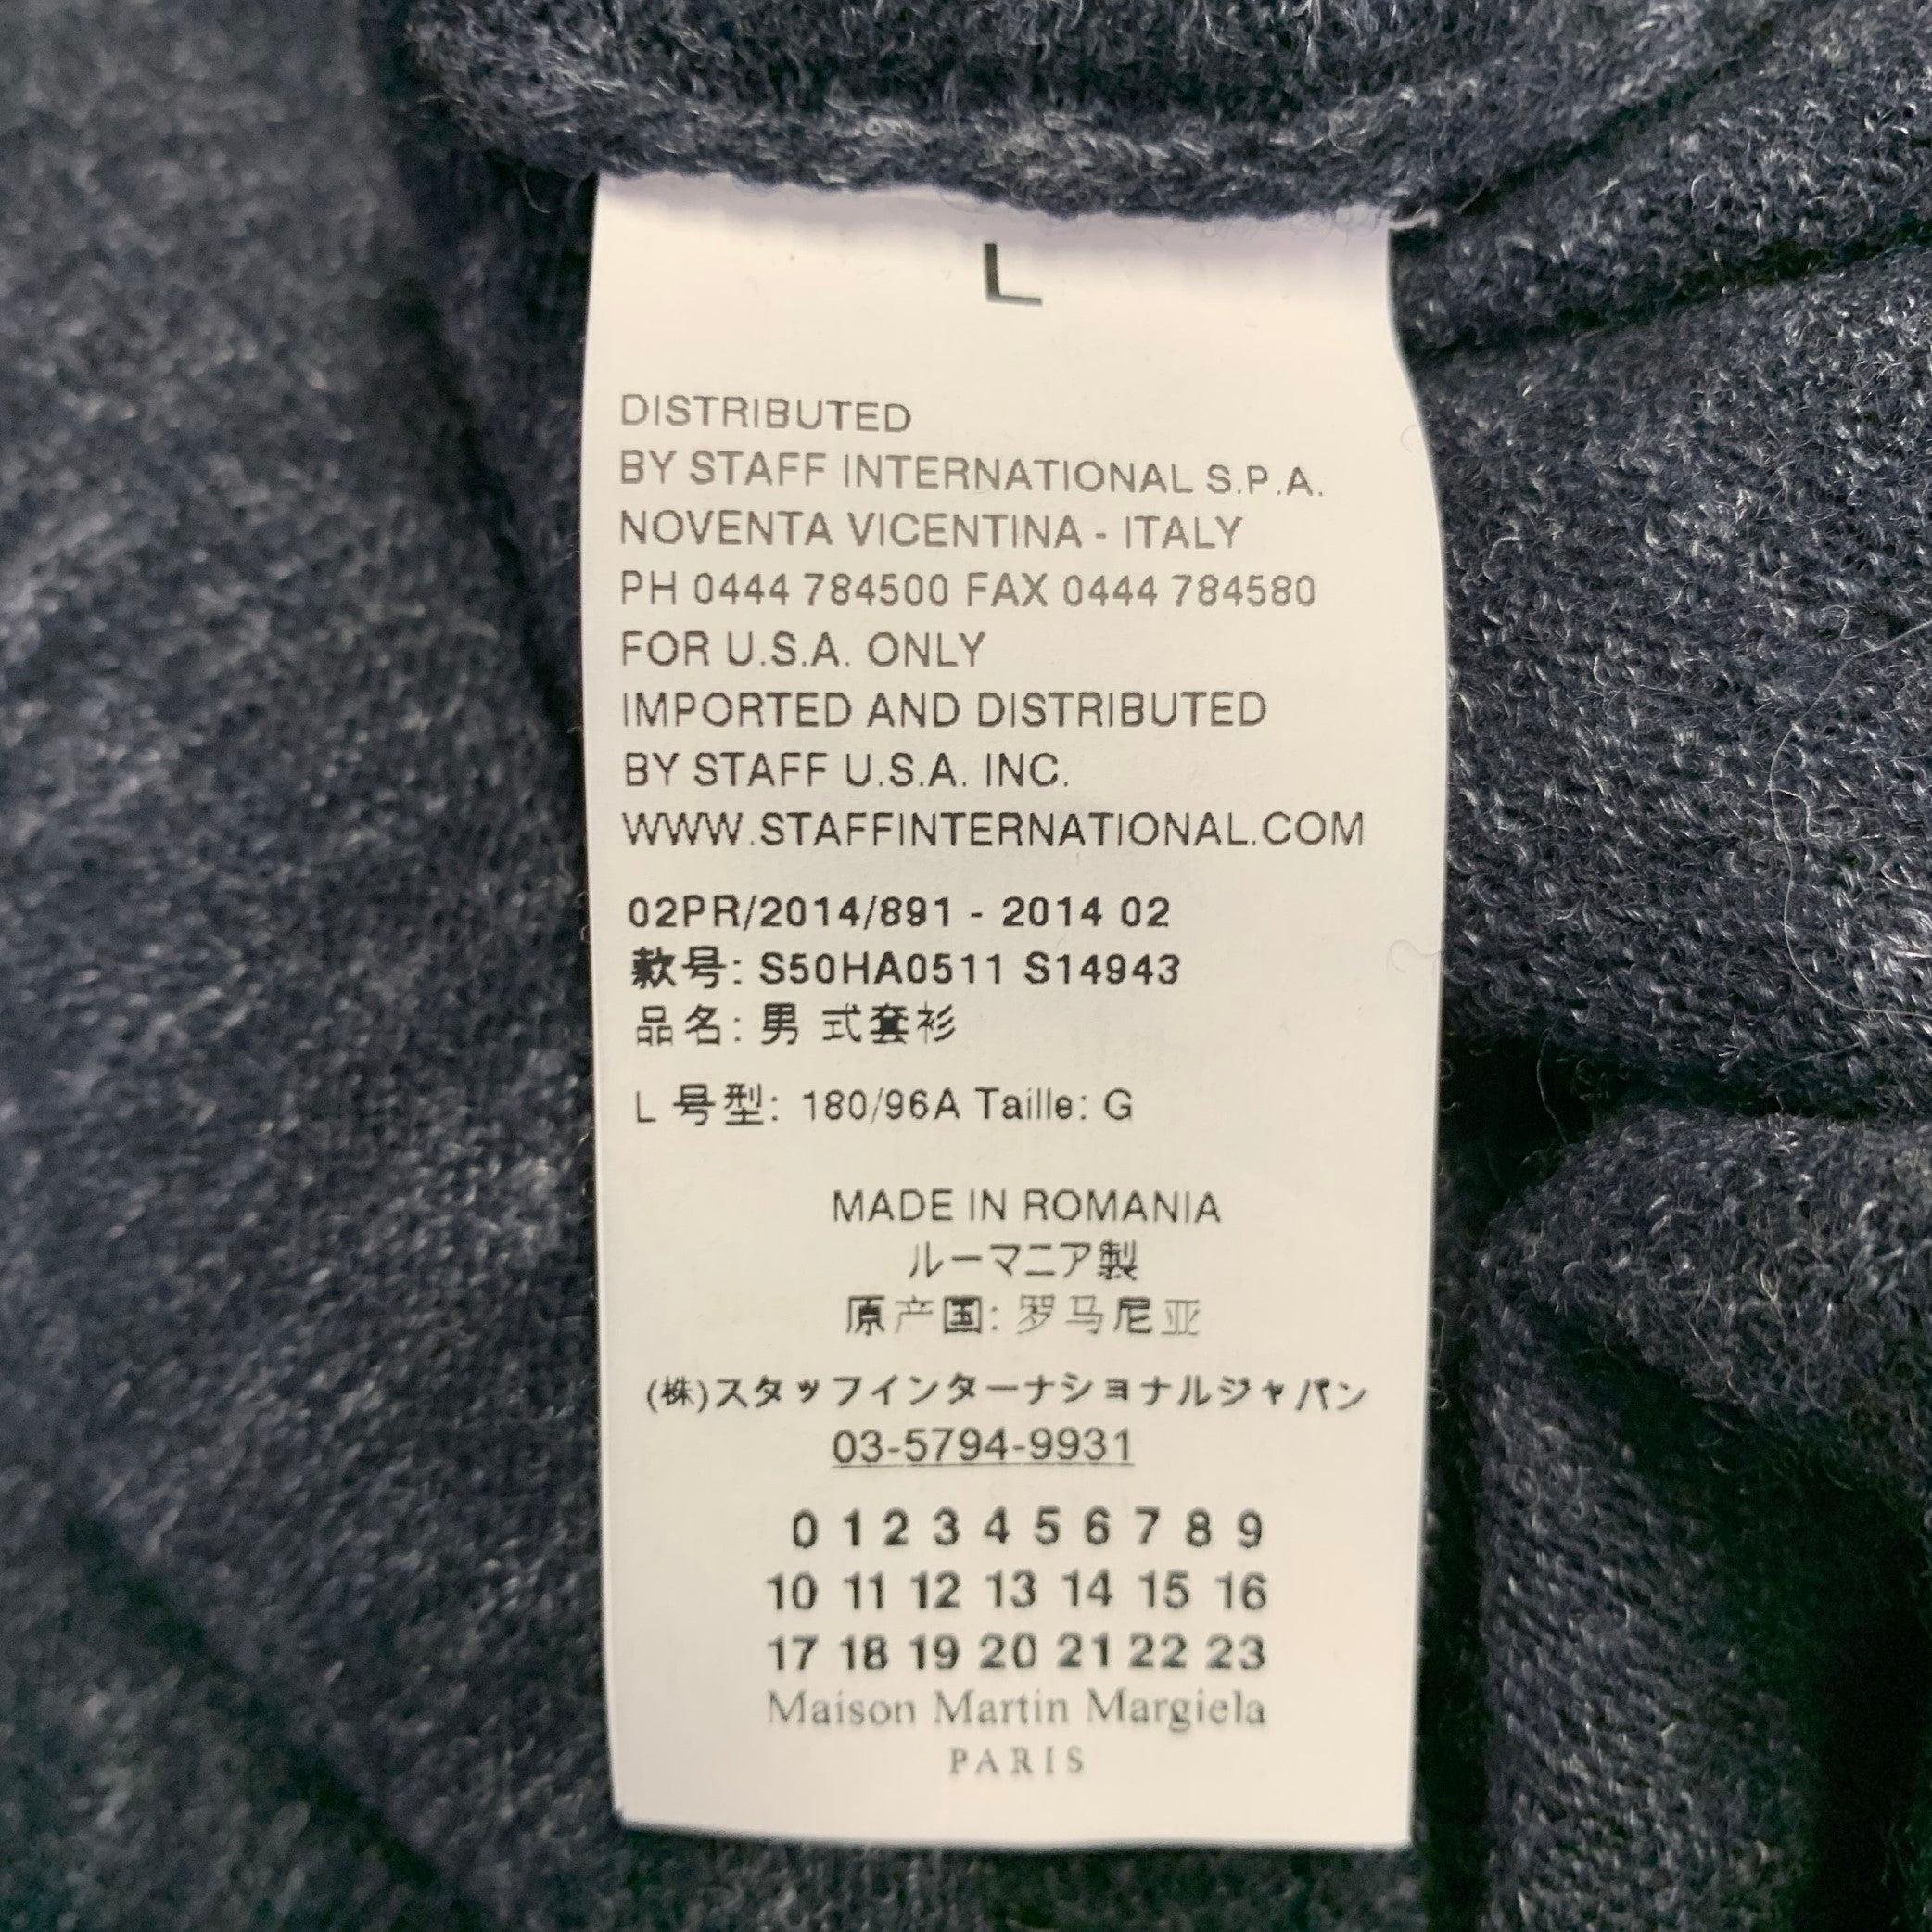 L
DISTRIBUTED
BY STAFF INTERNATIONAL S.P.A.
NOVENTA VICENTINA - ITALY
PH 0444 784500 FAX 0444 784580
FOR U.S.A. ONLY
IMPORTED AND DISTRIBUTED
BY STAFF U.S.A. INC.
WWW.STAFFINTERNATIONAL.COM
02PR/2014/891 - 2014 02
款号: S50HA0511 S14943
品名: 男 式套衫
L 号型: 180/96A Taille: G
MADE IN ROMANIA
ルーマニア製
原产国: 罗马尼亚
(株)スタッフインターナショナルジャパン
03-5794-9931
0 1 2 3 4 5 6 7 8 9
10 11 12 13 14 15 16
17 18 19 20 21 22 23
Maison Martin Margiela
PARIS